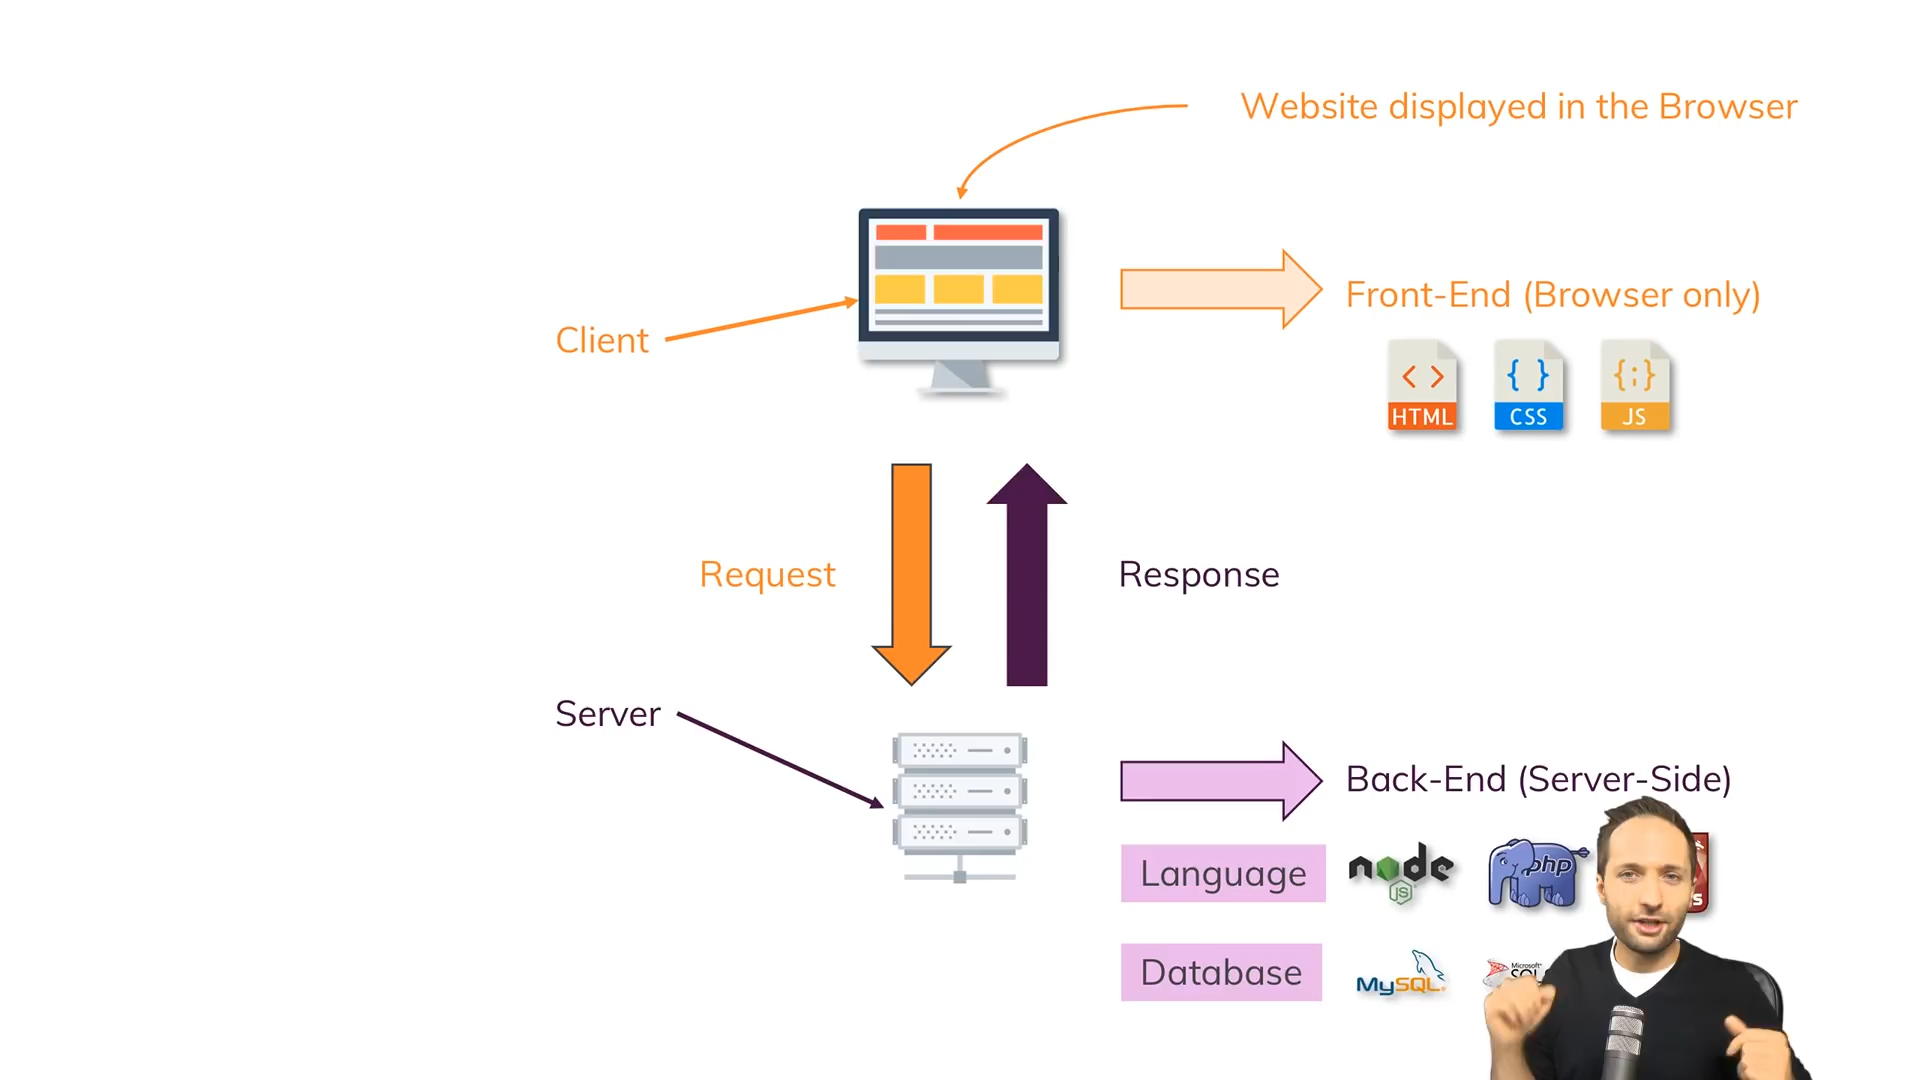 Website displayed in the Browser
Client
Front-End (Browser only)
< >
HTML
{ }
CSS
{;}
JS
Request
Response
Server
Back-End (Server-Side)
Language
node
JS
php
s
Database
MySQL
Microsoft